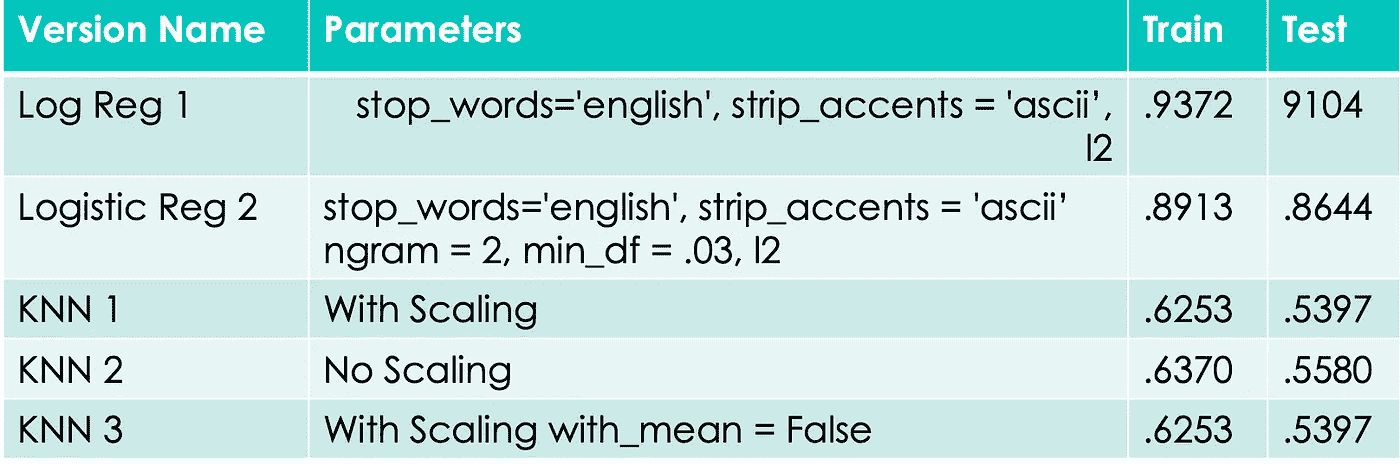 Version Name Parameters Train Test
Log Reg 1 stop_words='english', strip_accents = 'ascii’, .9372 9104
l2
Logistic Reg 2 stop_words='english', strip_accents = 'ascii’ .8913 .8644
ngram = 2, min_df = .03, l2
KNN 1 With Scaling .6253 .5397
KNN 2 No Scaling .6370 .5580
KNN 3 With Scaling with_mean = False .6253 .5397